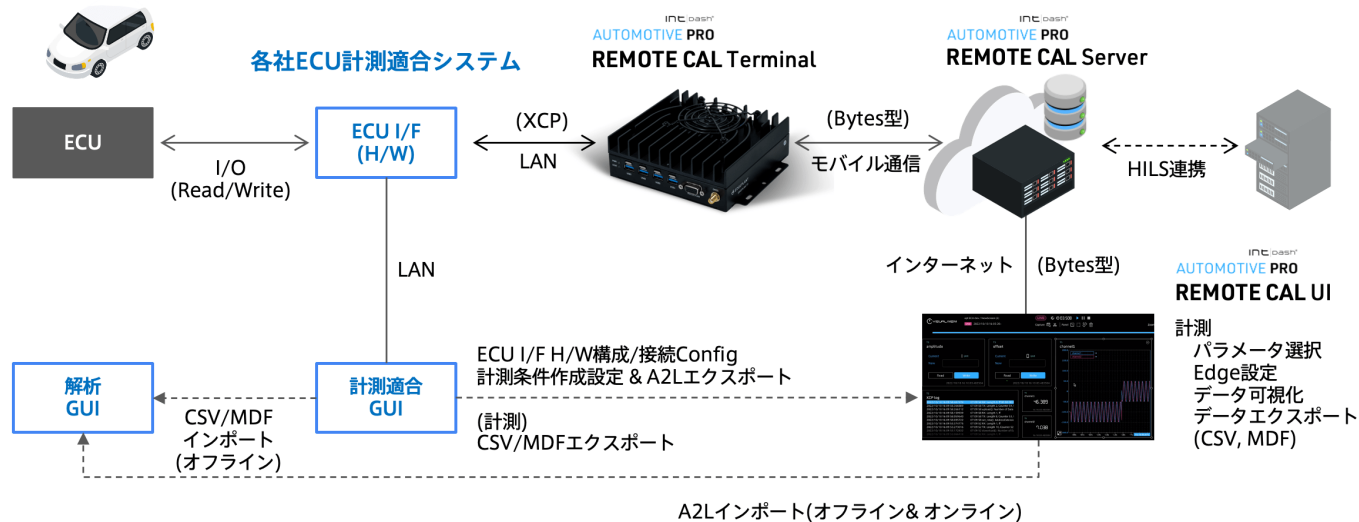 intdash
AUTOMOTIVE PRO
REMOTE CAL Terminal
intdash
AUTOMOTIVE PRO
REMOTE CAL Server
各社ECU計測適合システム
ECU
I/O
(Read/Write)
ECU I/F
(H/W)
(XCP)
LAN
(Bytes型)
モバイル通信
HILS連携
LAN
インターネット
(Bytes型)
intdash
AUTOMOTIVE PRO
REMOTE CAL UI
計測
パラメータ選択
Edge設定
データ可視化
データエクスポート
(CSV, MDF)
解析
GUI
CSV/MDF
インポート
(オフライン)
計測適合
GUI
ECU I/F H/W構成/接続Config
計測条件作成設定 & A2Lエクスポート
(計測)
CSV/MDFエクスポート
A2Lインポート(オフライン& オンライン)